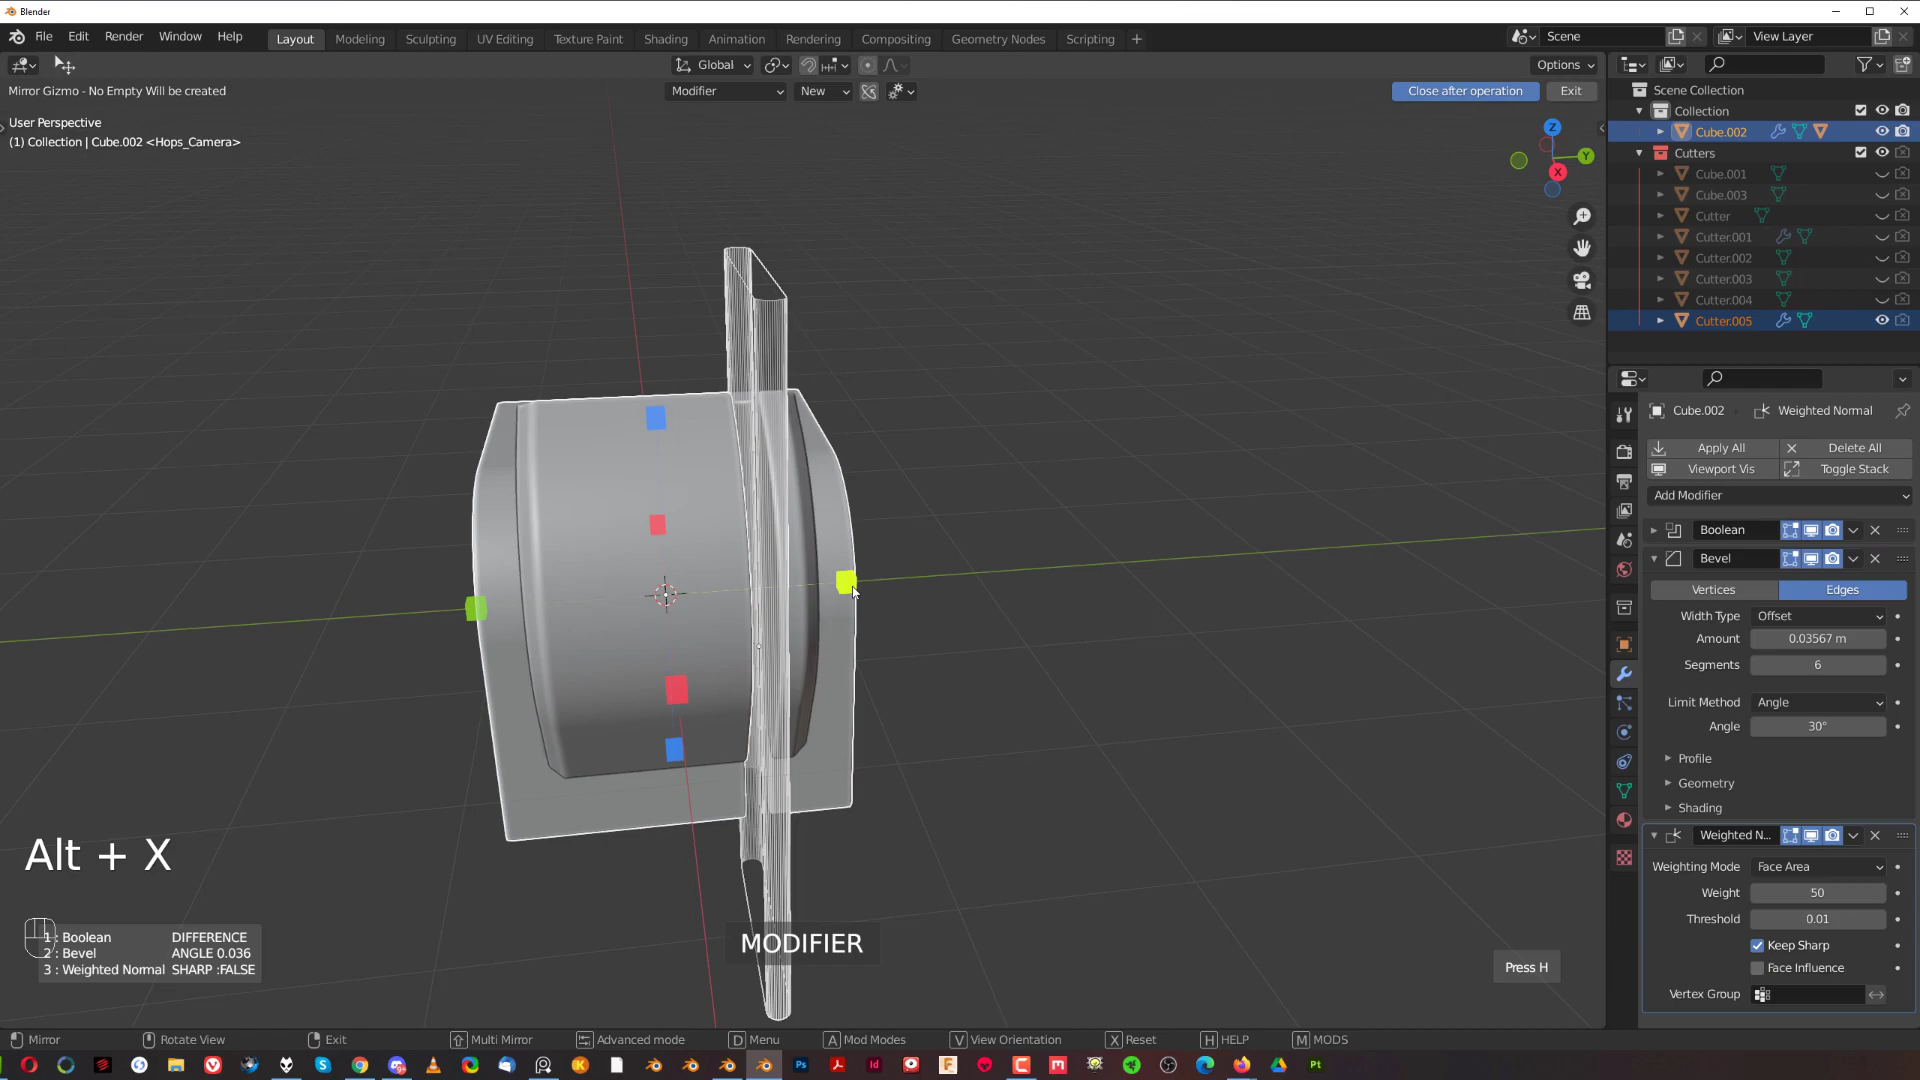 Blender
File Edit Render Window Help Layout Modeling Sculpting UV Editing Texture Paint Shading Animation Rendering Compositing Geometry Nodes Scripting + Scene View Layer
Global Options
Mirror Gizmo - No Empty Will be created Modifier New Close after operation Exit
User Perspective
(1) Collection | Cube.002 <Hops_Camera>
Z
Y
X
Scene Collection
Collection
Cube.002
Cutters
Cube.001
Cube.003
Cutter
Cutter.001
Cutter.002
Cutter.003
Cutter.004
Cutter.005
Cube.002 Weighted Normal
Apply All Delete All
Viewport Vis Toggle Stack
Add Modifier
Boolean
Bevel
Vertices Edges
Width Type Offset
Amount 0.03567 m
Segments 6
Limit Method Angle
Angle 30°
Profile
Geometry
Shading
Weighted N...
Weighting Mode Face Area
Weight 50
Threshold 0.01
Keep Sharp
Face Influence
Vertex Group
Alt + X
1 : Boolean DIFFERENCE
2 : Bevel ANGLE 0.036
3 : Weighted Normal SHARP :FALSE
MODIFIER
Press H
Mirror Rotate View Exit Multi Mirror Advanced mode D Menu A Mod Modes V View Orientation X Reset H HELP M MODS
Ps Id F m Pt